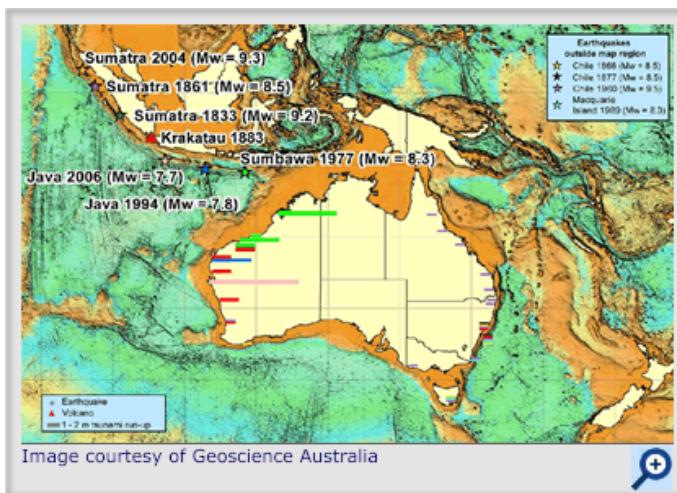 Sumatra 2004 (Mw = 9.3)
Sumatra 1861 (Mw = 8.5)
Sumatra 1833 (Mw = 9.2)
Krakatau 1883
Sumbawa 1977 (Mw = 8.3)
Java 2006 (Mw = 7.7)
Java 1994 (Mw = 7.8)
Earthquakes
outside map region
Chile 1868 (Mw = 8.5)
Chile 1877 (Mw = 8.5)
Chile 1960 (Mw = 9.5)
Macquarie
Island 1989 (Mw = 8.3)
Earthquake
Volcano
1 - 2 m tsunami run-up
Image courtesy of Geoscience Australia